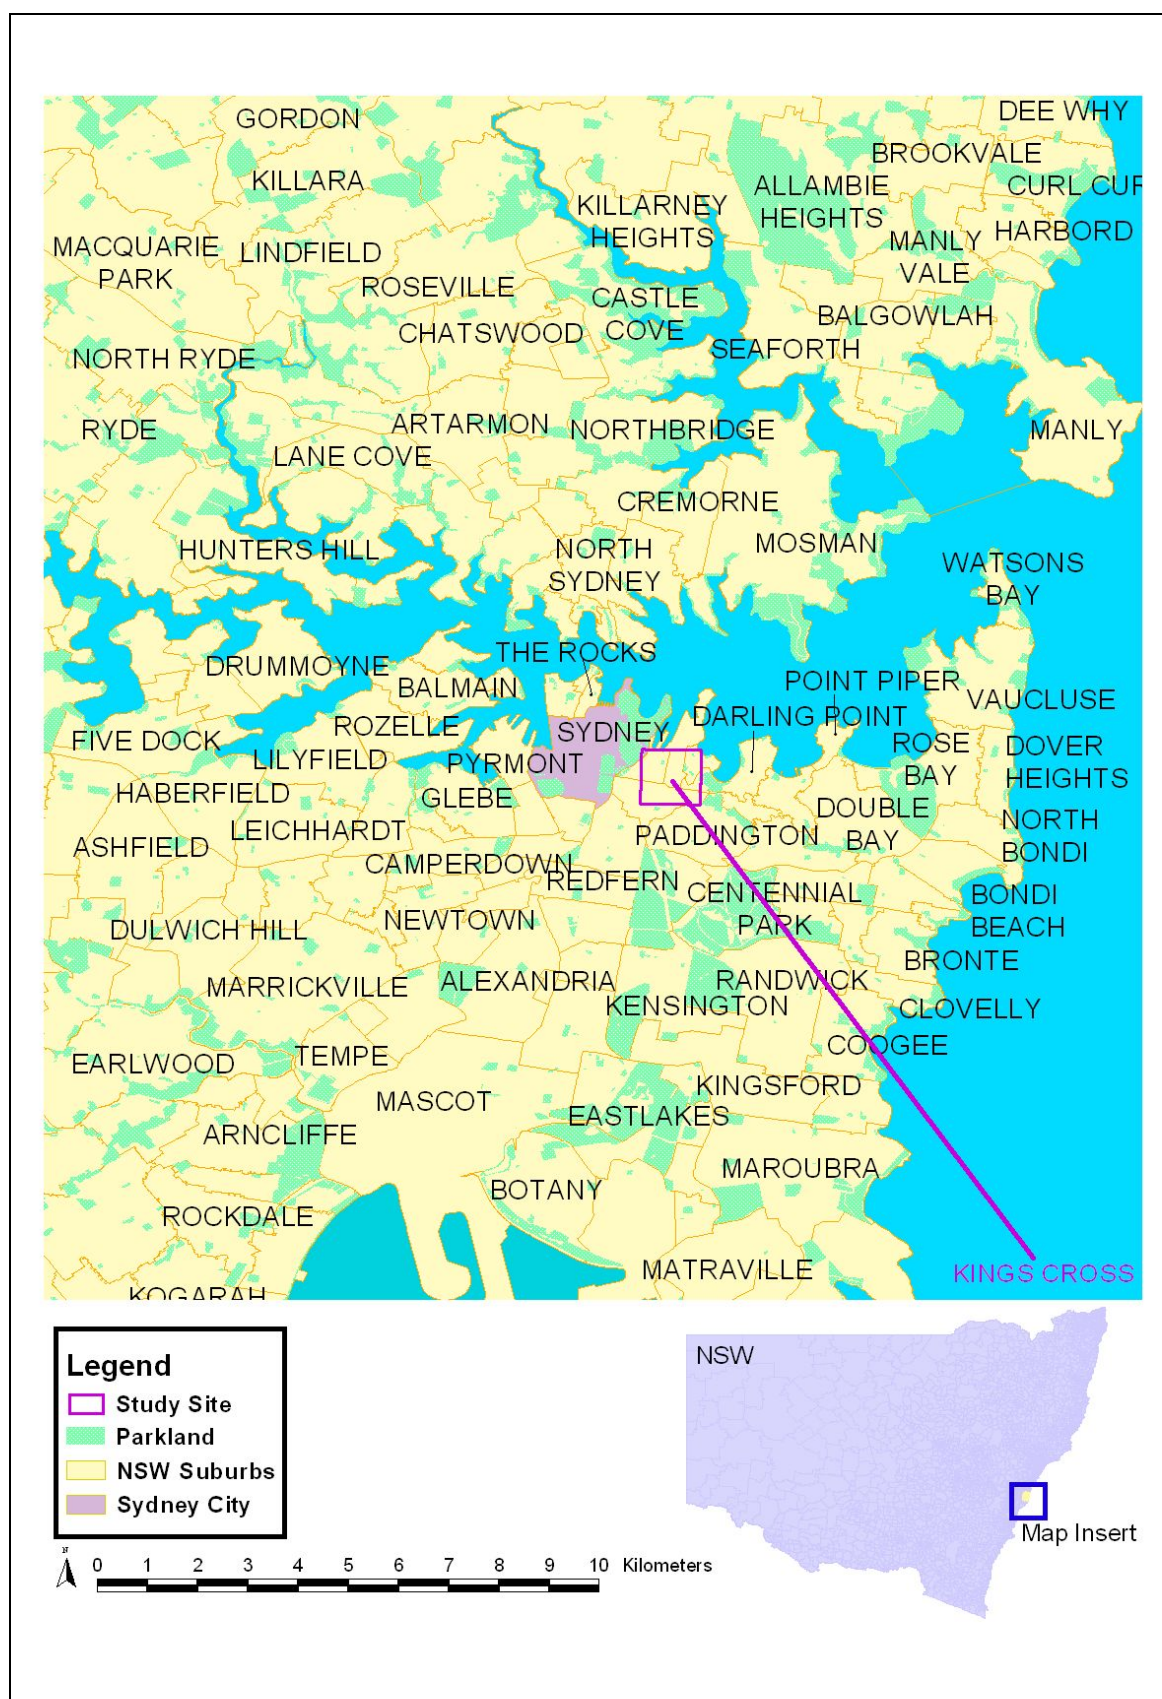 DEE WHY
GORDON
BROOKVALE
KILLARA
ALLAMBIE
HEIGHTS
CURL CUR
KILLARNEY
HEIGHTS
MANLY
VALE
HARBORD
MACQUARIE
PARK
LINDFIELD
ROSEVILLE
CASTLE
COVE
BALGOWLAH
CHATSWOOD
SEAFORTH
NORTH RYDE
RYDE
ARTARMON
NORTHBRIDGE
MANLY
LANE COVE
CREMORNE
HUNTERS HILL
NORTH
SYDNEY
MOSMAN
WATSONS
BAY
THE ROCKS
DRUMMOYNE
BALMAIN
POINT PIPER
VAUCLUSE
ROZELLE
SYDNEY
DARLING POINT
FIVE DOCK
LILYFIELD
PYRMONT
ROSE
BAY
DOVER
HEIGHTS
HABERFIELD
GLEBE
DOUBLE
BAY
NORTH
BONDI
LEICHHARDT
PADDINGTON
ASHFIELD
CAMPERDOWN
REDFERN
CENTENNIAL
PARK
BONDI
BEACH
DULWICH HILL
NEWTOWN
BRONTE
MARRICKVILLE
ALEXANDRIA
RANDWICK
KENSINGTON
CLOVELLY
EARLWOOD
TEMPE
COOGEE
MASCOT
KINGSFORD
EASTLAKES
ARNCLIFFE
MAROUBRA
BOTANY
ROCKDALE
MATRAVILLE
KINGS CROSS
KOGARAH
Legend
Study Site
Parkland
NSW Suburbs
Sydney City
NSW
Map Insert
N
0 1 2 3 4 5 6 7 8 9 10 Kilometers